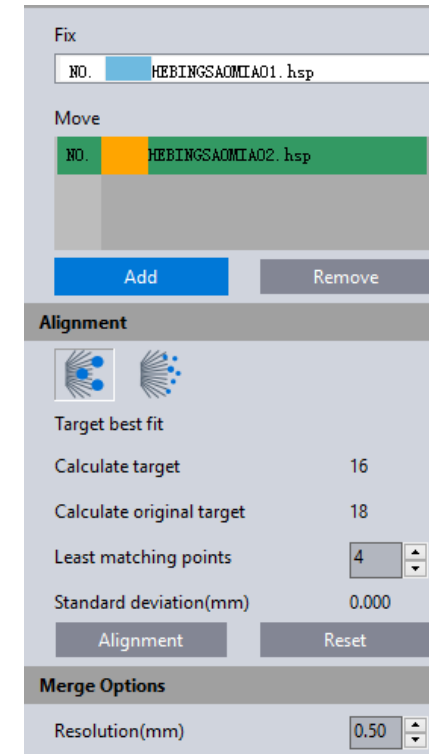 Fix
NO. HEBINGSAOMIAO1.hsp
Move
NO. HEBINGSAOMIAO2.hsp
Add Remove
Alignment
Target best fit
Calculate target 16
Calculate original target 18
Least matching points 4
Standard deviation(mm) 0.000
Alignment Reset
Merge Options
Resolution(mm) 0.50